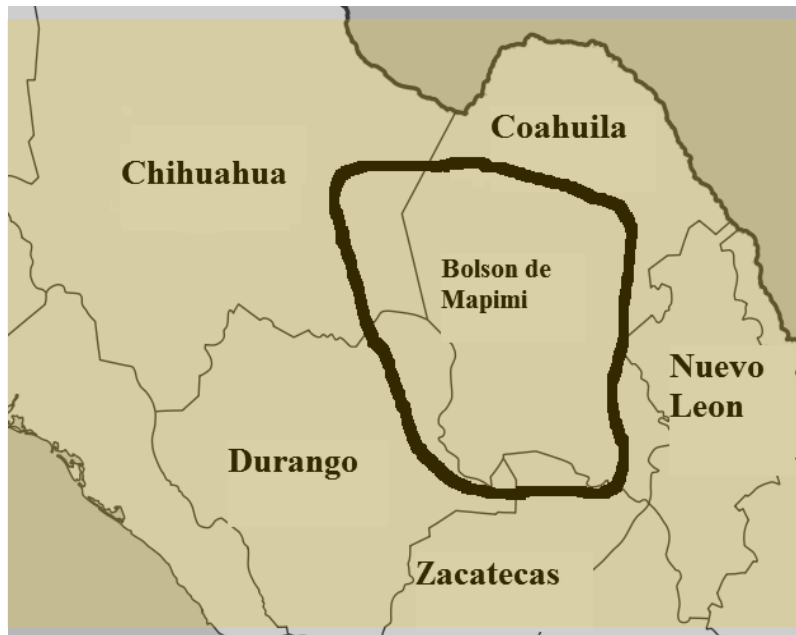 Coahuila
Chihuahua
Bolson de
Mapimi
Nuevo
Leon
Durango
Zacatecas